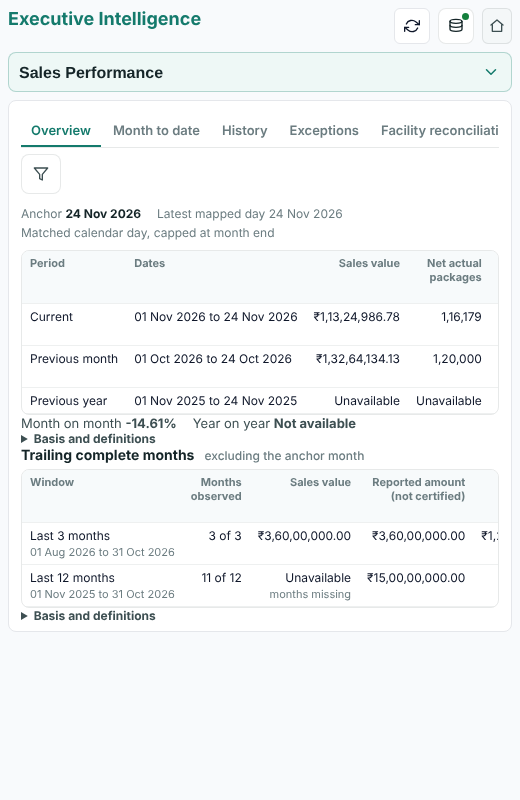 Executive Intelligence
Sales Performance
Overview Month to date History Exceptions Facility reconciliati
Anchor 24 Nov 2026 Latest mapped day 24 Nov 2026
Matched calendar day, capped at month end
Period Dates Sales value Net actual packages
Current 01 Nov 2026 to 24 Nov 2026 ₹1,13,24,986.78 1,16,179
Previous month 01 Oct 2026 to 24 Oct 2026 ₹1,32,64,134.13 1,20,000
Previous year 01 Nov 2025 to 24 Nov 2025 Unavailable Unavailable
Month on month -14.61% Year on year Not available
Basis and definitions
Trailing complete months excluding the anchor month
Window Months observed Sales value Reported amount (not certified)
Last 3 months 3 of 3 ₹3,60,00,000.00 ₹3,60,00,000.00
01 Aug 2026 to 31 Oct 2026
Last 12 months 11 of 12 Unavailable ₹15,00,00,000.00
01 Nov 2025 to 31 Oct 2026 months missing
Basis and definitions